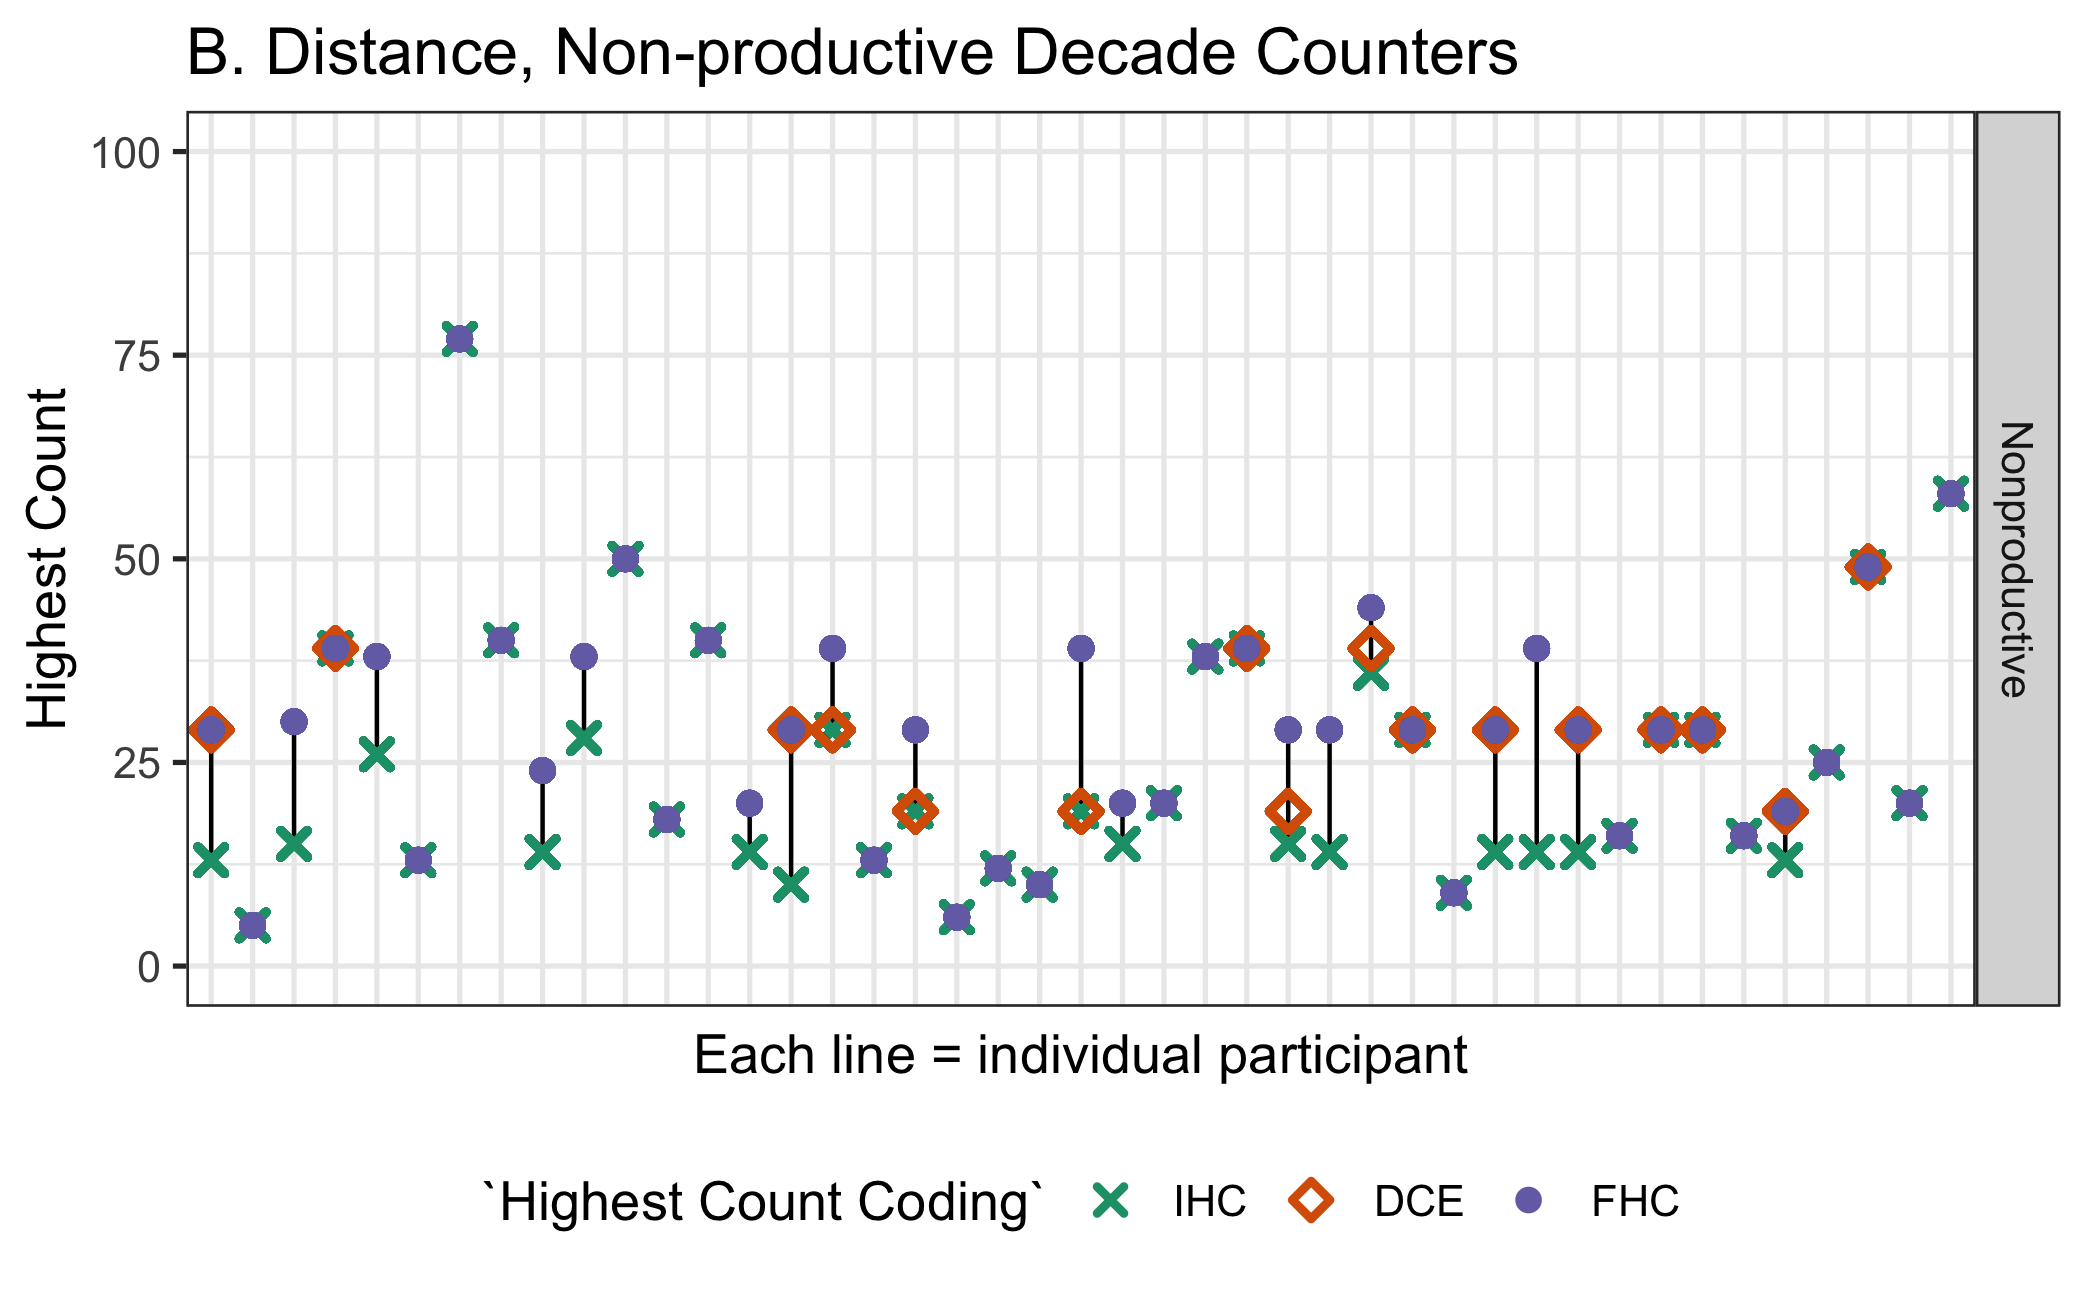 B. Distance, Non-productive Decade Counters
Highest Count
100
75
50
25
0
Nonproductive
Each line = individual participant
`Highest Count Coding` IHC DCE FHC